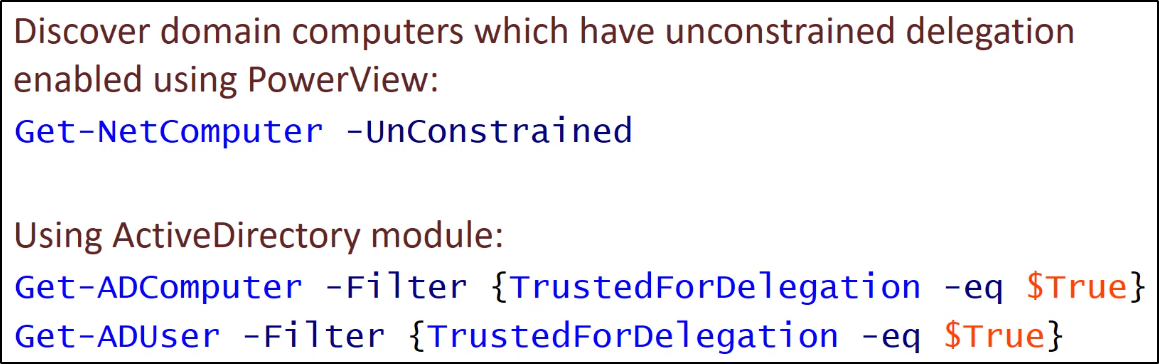 Discover domain computers which have unconstrained delegation
enabled using PowerView:
Get-NetComputer -UnConstrained
Using ActiveDirectory module:
Get-ADComputer -Filter {TrustedForDelegation -eq $True}
Get-ADUser -Filter {TrustedForDelegation -eq $True}